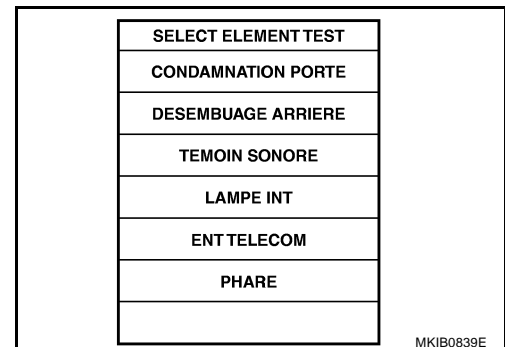 SELECT ELEMENT TEST
CONDAMNATION PORTE
DESEMBUAGE ARRIERE
TEMOIN SONORE
LAMPE INT
ENT TELECOM
PHARE
MKIB0839E